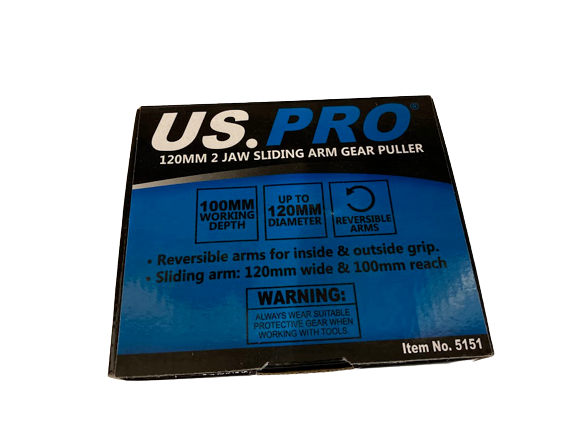 US.PRO®
120MM 2 JAW SLIDING ARM GEAR PULLER
100MM
WORKING
DEPTH
UP TO
120MM
DIAMETER
REVERSIBLE
ARMS
• Reversible arms for inside & outside grip.
• Sliding arm: 120mm wide & 100mm reach
WARNING:
ALWAYS WEAR SUITABLE
PROTECTIVE GEAR WHEN
WORKING WITH TOOLS.
Item No. 5151